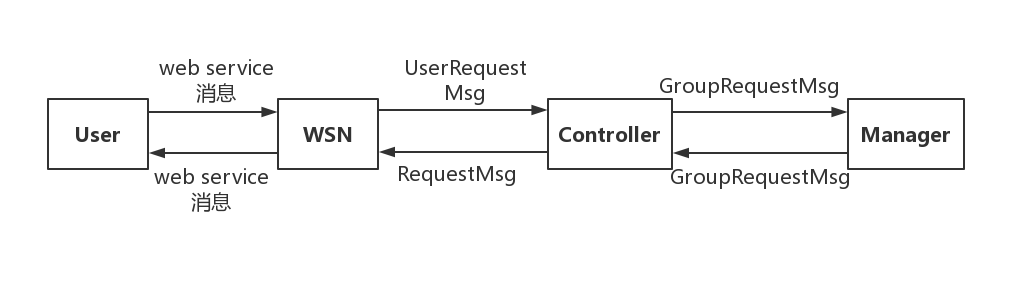 web service
消息
UserRequest
Msg
GroupRequestMsg
User
WSN
Controller
Manager
web service
消息
RequestMsg
GroupRequestMsg